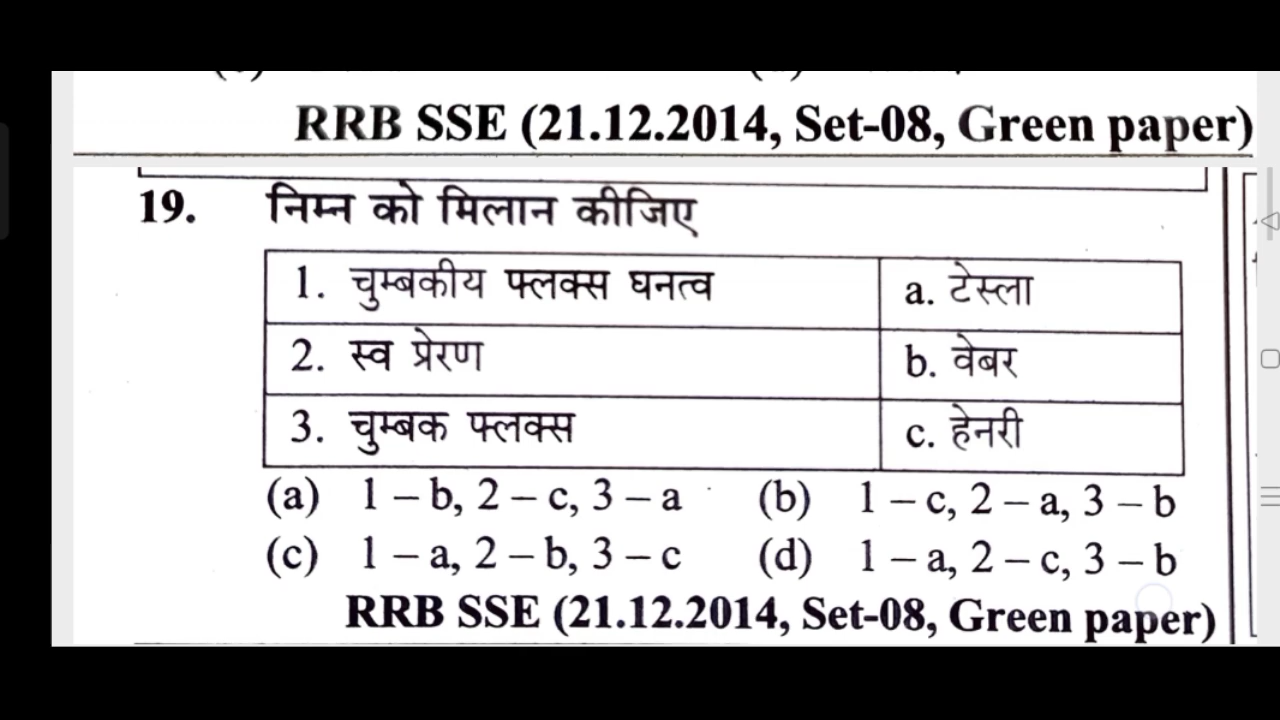 RRB SSE (21.12.2014, Set-08, Green paper)
19. निम्न को मिलान कीजिए
1. चुम्बकीय फ्लक्स घनत्व a. टेस्ला
2. स्व प्रेरण b. वेबर
3. चुम्बक फ्लक्स c. हेनरी
(a) 1 – b, 2 – c, 3 – a (b) 1 – c, 2 – a, 3 – b
(c) 1 – a, 2 – b, 3 – c (d) 1 – a, 2 – c, 3 – b
RRB SSE (21.12.2014, Set-08, Green paper)